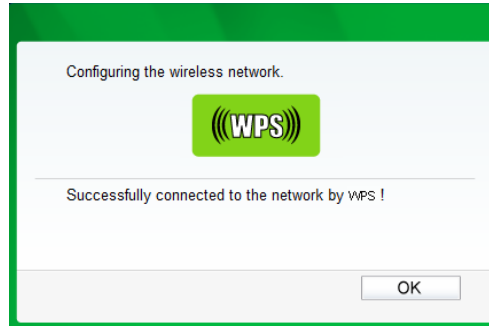 Configuring the wireless network.
(((WPS)))
Successfully connected to the network by WPS !
OK